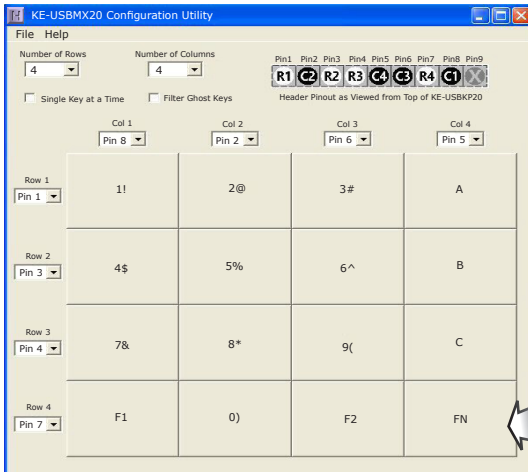 KE-USBMX20 Configuration Utility
File Help
Number of Rows Number of Columns
4 4
Pin1 Pin2 Pin3 Pin4 Pin5 Pin6 Pin7 Pin8 Pin9
R1 C2 R2 R3 C4 C3 R4 C1 X
Single Key at a Time Filter Ghost Keys
Header Pinout as Viewed from Top of KE-USBKP20
Col 1 Col 2 Col 3 Col 4
Pin 8 Pin 2 Pin 6 Pin 5
Row 1
Pin 1 1! 2@ 3# A
Row 2
Pin 3 4$ 5% 6^ B
Row 3
Pin 4 7& 8* 9( C
Row 4
Pin 7 F1 0) F2 FN